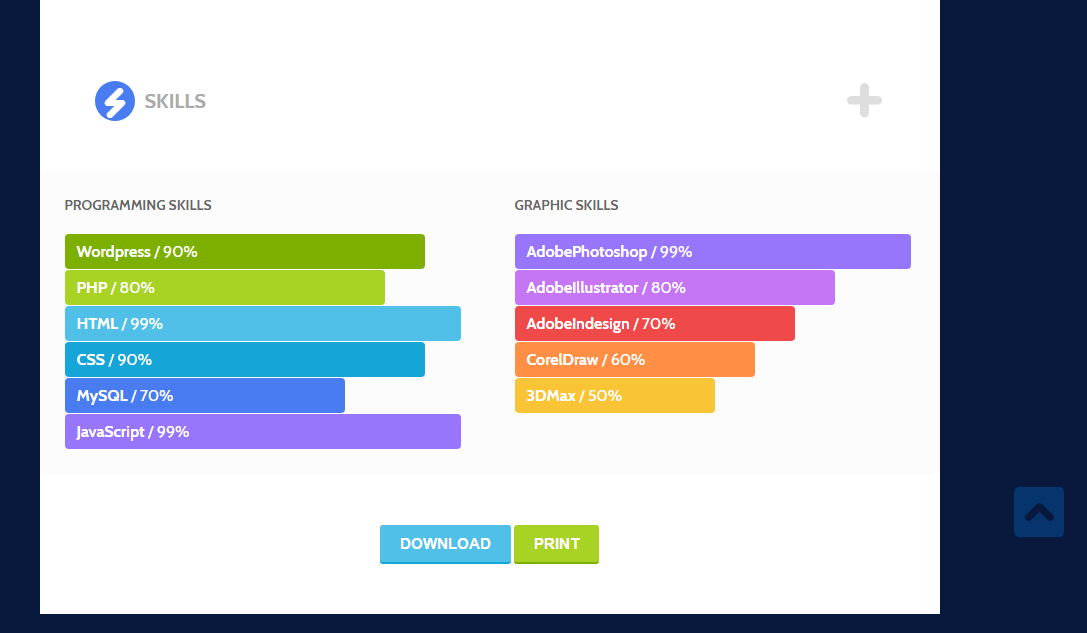 SKILLS
PROGRAMMING SKILLS
Wordpress / 90%
PHP / 80%
HTML / 99%
CSS / 90%
MySQL / 70%
JavaScript / 99%
GRAPHIC SKILLS
AdobePhotoshop / 99%
AdobeIllustrator / 80%
AdobeIndesign / 70%
CorelDraw / 60%
3DMax / 50%
DOWNLOAD
PRINT